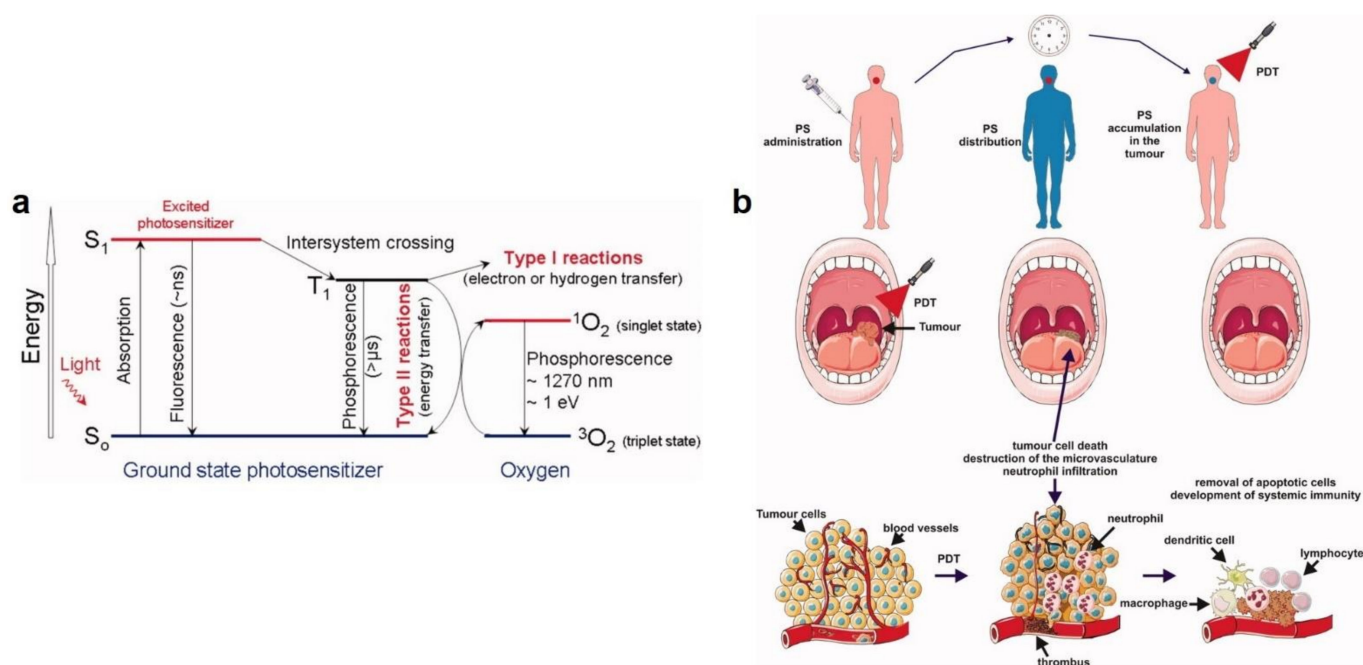 a
Energy
Light
S1
So
Absorption
Excited
photosensitizer
Fluorescence (~ns)
Intersystem crossing
T1
Phosphorescence
(>μs)
Type II reactions
(energy transfer)
Type I reactions
(electron or hydrogen transfer)
1O2 (singlet state)
Phosphorescence
~ 1270 nm
~ 1 eV
3O2 (triplet state)
Ground state photosensitizer
Oxygen
b
PS
administration
PS
distribution
PS
accumulation
in the
tumour
PDT
PDT
Tumour
tumour cell death
destruction of the microvasculature
neutrophil infiltration
removal of apoptotic cells
development of systemic immunity
Tumour cells
blood vessels
PDT
neutrophil
thrombus
dendritic cell
lymphocyte
macrophage